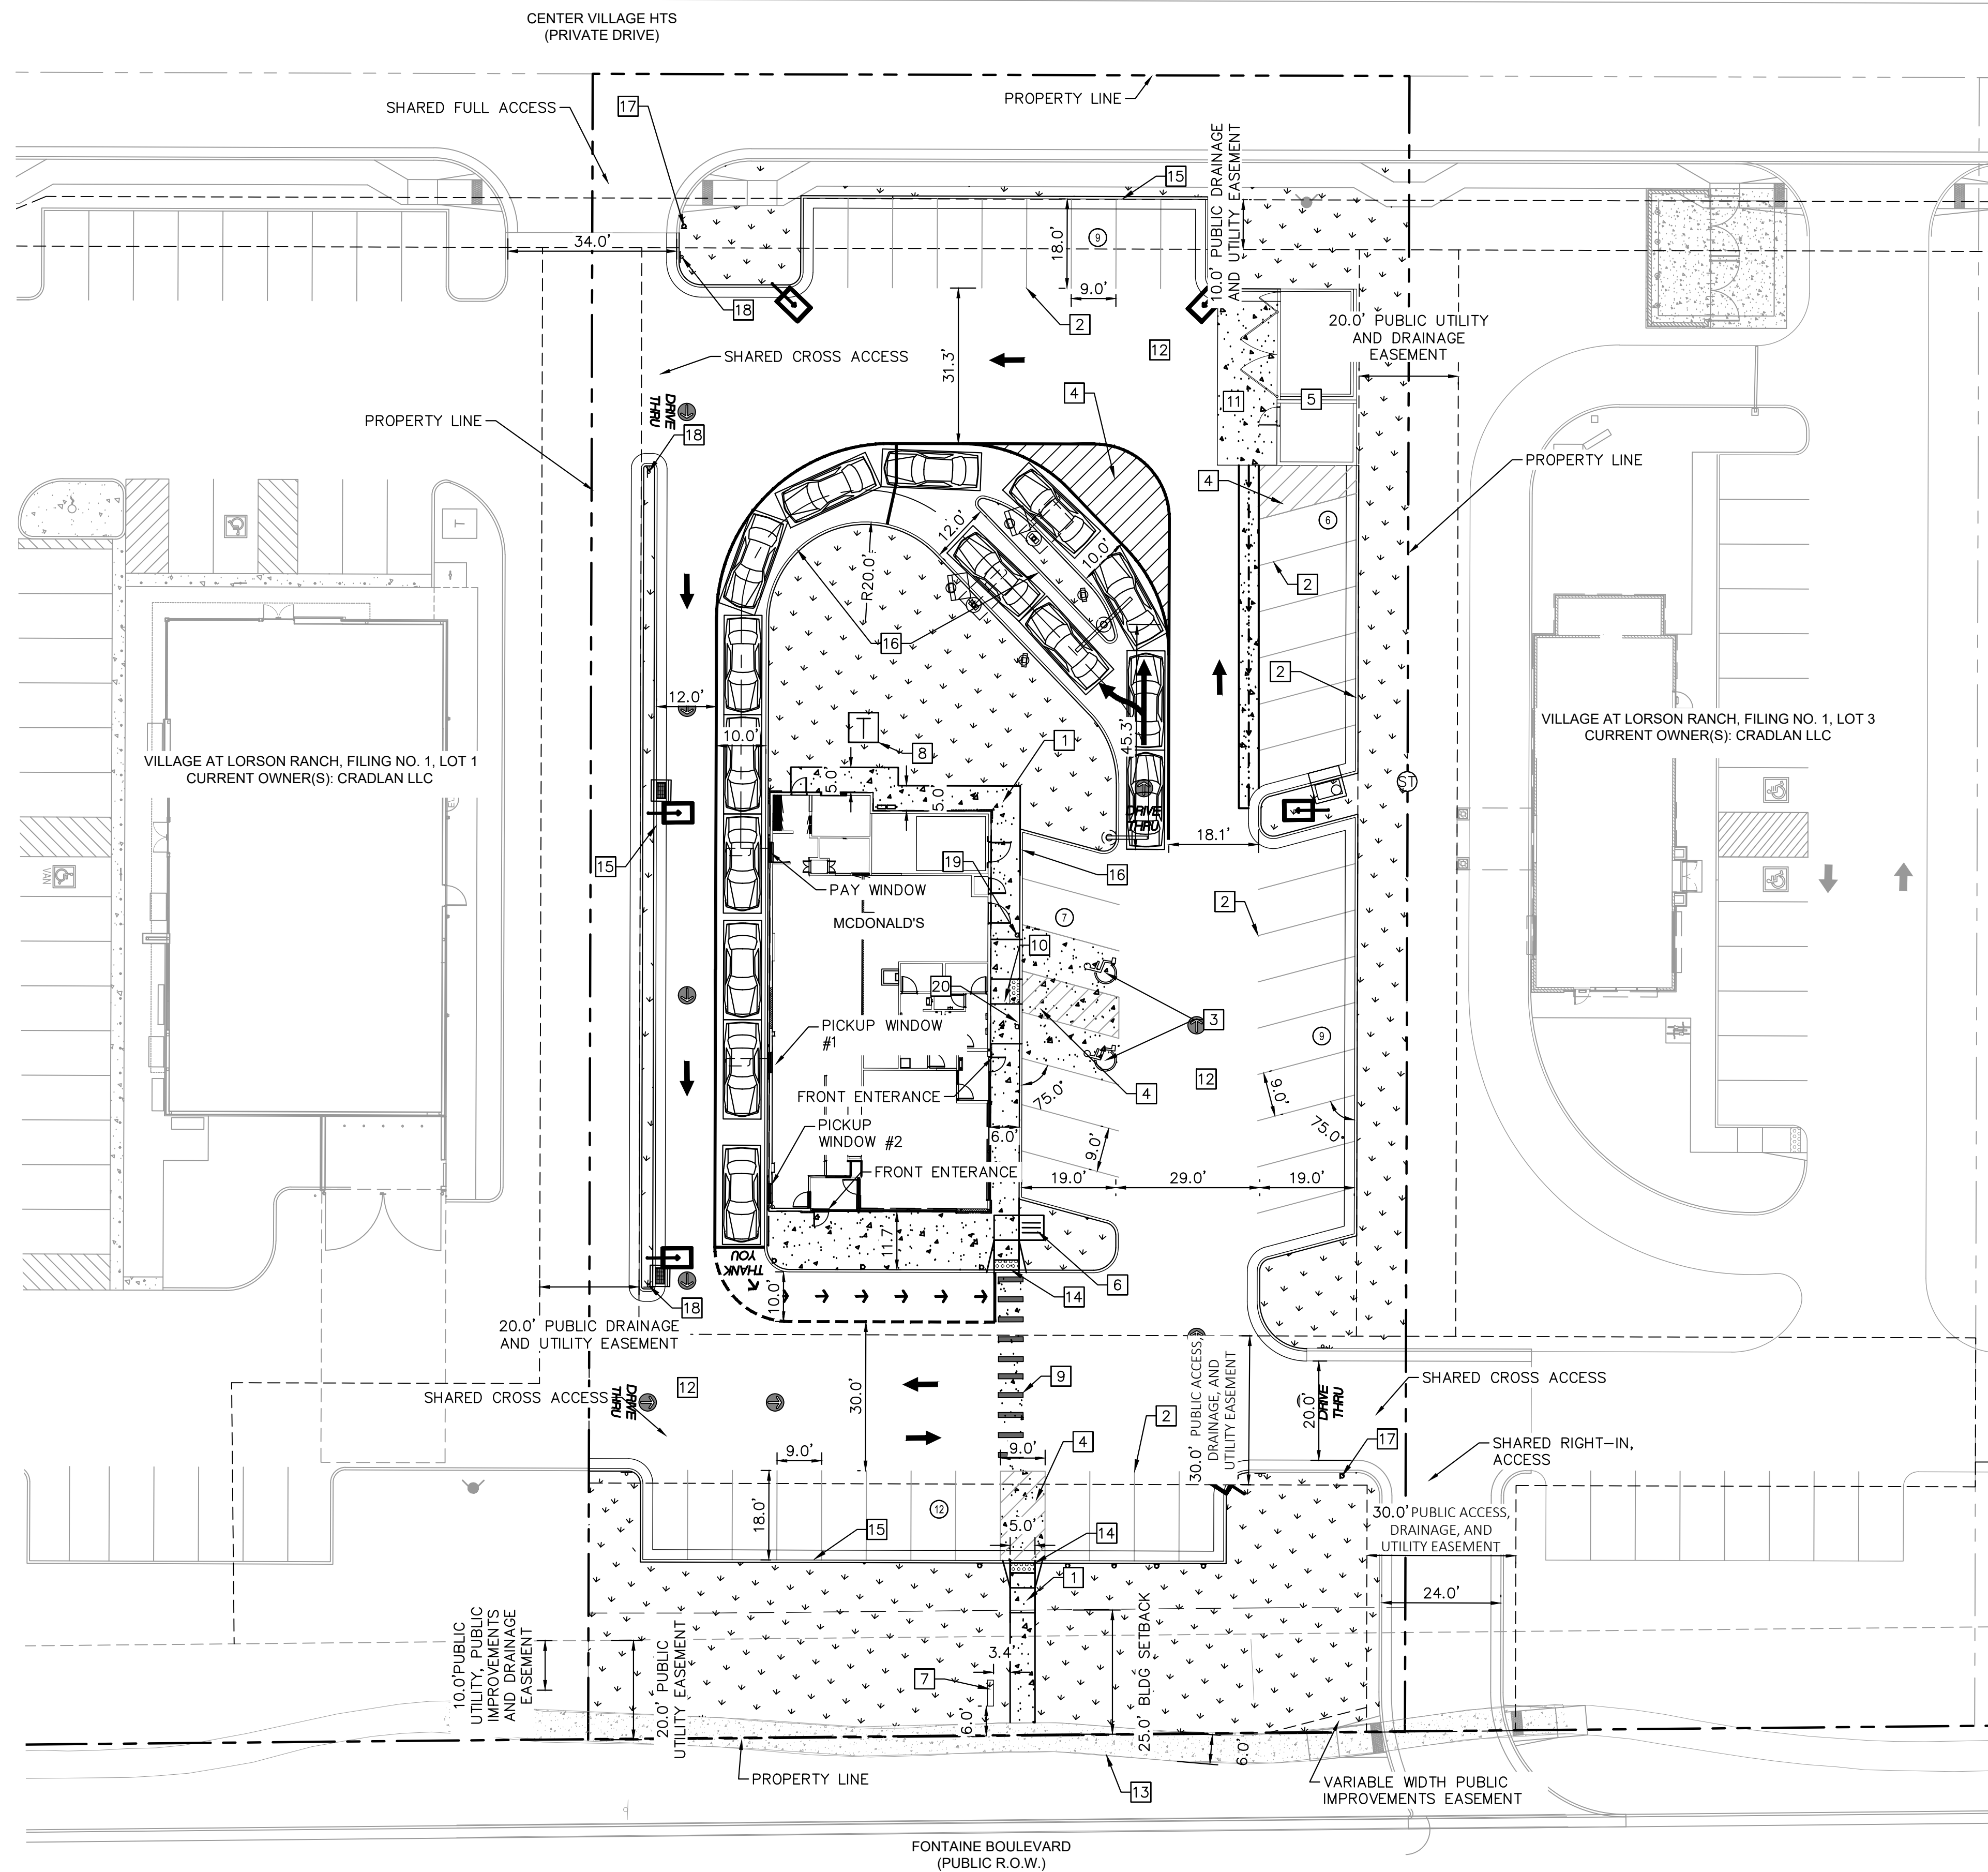 CENTER VILLAGE HTS
(PRIVATE DRIVE)
SHARED FULL ACCESS
17
PROPERTY LINE
10.0' PUBLIC DRAINAGE
AND UTILITY EASEMENT
15
34.0'
18.0'
9
9.0'
18
2
31.3'
12
20.0' PUBLIC UTILITY
AND DRAINAGE
EASEMENT
SHARED CROSS ACCESS
4
11
5
DRIVE
THRU
PROPERTY LINE
18
PROPERTY LINE
4
6
T
12.0'
10.0'
R20.0'
2
16
2
12.0'
45.3'
10.0'
T
8
1
VILLAGE AT LORSON RANCH, FILING NO. 1, LOT 1
CURRENT OWNER(S): CRADLAN LLC
VILLAGE AT LORSON RANCH, FILING NO. 1, LOT 3
CURRENT OWNER(S): CRADLAN LLC
5.0
5.0
ST
DRIVE
THRU
18.1'
15
19
16
VAN
PAY WINDOW
MCDONALD'S
2
7
10
20
3
PICKUP WINDOW
#1
9
12
4
FRONT ENTERANCE
75.0°
9.0'
75.0°
PICKUP
WINDOW #2
6.0'
9.0'
FRONT ENTERANCE
19.0'
29.0'
19.0'
11.7'
THANK
YOU
10.0'
14
6
18
20.0' PUBLIC DRAINAGE
AND UTILITY EASEMENT
30.0' PUBLIC ACCESS,
DRAINAGE, AND
UTILITY EASEMENT
SHARED CROSS ACCESS
DRIVE
THRU
12
30.0'
9
20.0'
DRIVE
THRU
SHARED CROSS ACCESS
2
9.0'
9.0'
4
17
SHARED RIGHT-IN,
ACCESS
18.0'
12
15
5.0'
14
30.0' PUBLIC ACCESS,
DRAINAGE, AND
UTILITY EASEMENT
1
24.0'
10.0'PUBLIC
UTILITY, PUBLIC
IMPROVEMENTS
AND DRAINAGE
EASEMENT
20.0' PUBLIC
UTILITY EASEMENT
3.4'
7
6.0'
25.0' BLDG SETBACK
6.0'
PROPERTY LINE
13
VARIABLE WIDTH PUBLIC
IMPROVEMENTS EASEMENT
FONTAINE BOULEVARD
(PUBLIC R.O.W.)